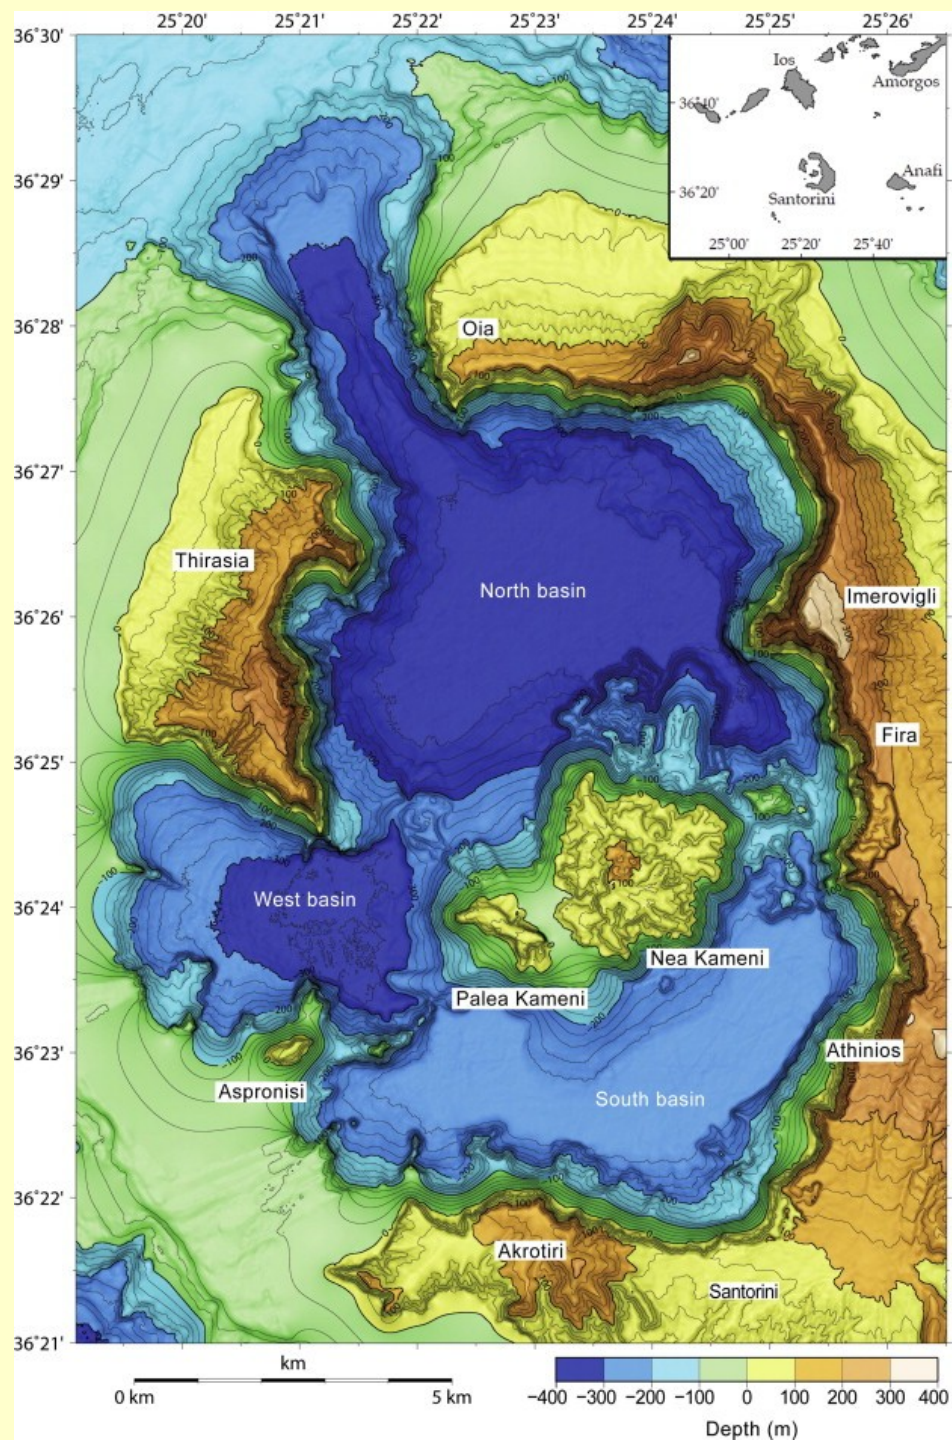 25°20' 25°21' 25°22' 25°23' 25°24' 25°25' 25°26'
36°30'
36°29'
36°28'
36°27'
36°26'
36°25'
36°24'
36°23'
36°22'
36°21'
Ios
Amorgos
36°40'
Anafi
36°20'
Santorini
25°00' 25°20' 25°40'
Oia
Thirasia
North basin
Imerovigli
Fira
West basin
Nea Kameni
Palea Kameni
Athinios
Aspronisi
South basin
Akrotiri
Santorini
km
0 km 5 km
−400 −300 −200 −100 0 100 200 300 400
Depth (m)